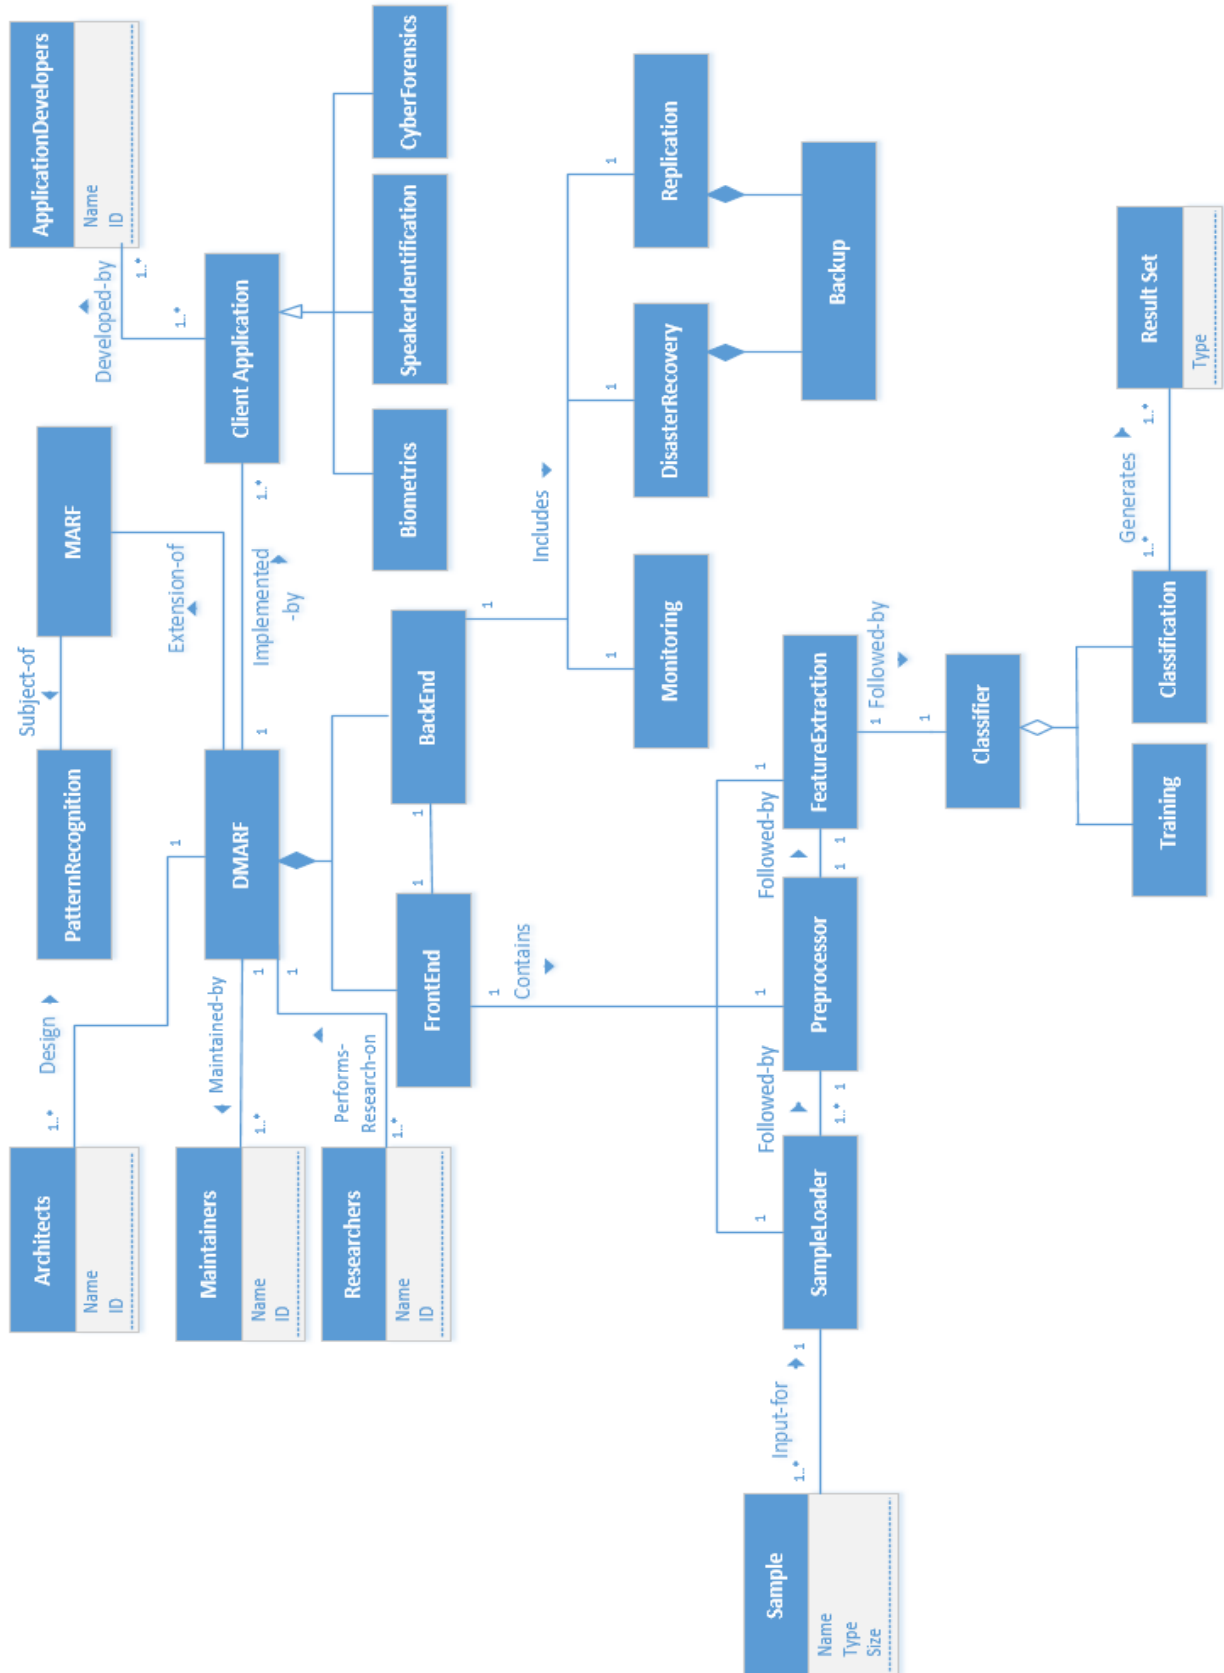 Architects
Name
ID
1..*
Design
1
PatternRecognition
Subject-of
MARF
Developed-by
ApplicationDevelopers
Name
ID
1..*
1..*
Extension-of
Maintainers
Name
ID
1..*
Maintained-by
1
DMARF
1
Implemented
-by
1..*
Client Application
Researchers
Name
ID
1..*
Performs-
Research-on
1
Biometrics
SpeakerIdentification
CyberForensics
FrontEnd
1
1
BackEnd
1
Contains
1
Includes
1
1
1
Monitoring
DisasterRecovery
Replication
Backup
Sample
Name
Type
Size
1..*
Input-for
1
1
1
1
SampleLoader
Followed-by
1..*
1
Preprocessor
Followed-by
1
1
FeatureExtraction
1
Followed-by
1
Classifier
Training
Classification
1..*
Generates
1..*
Result Set
Type